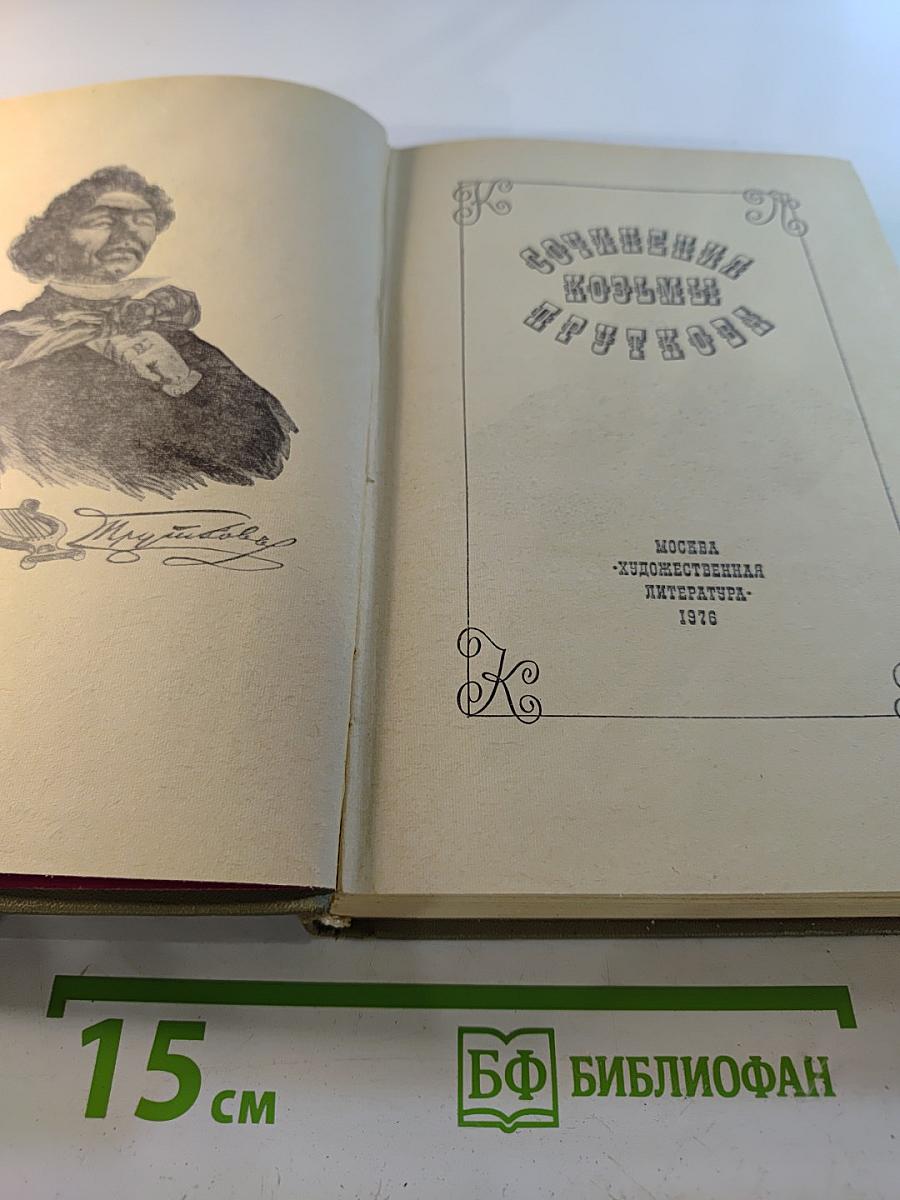 Прутковъ
К П
СОЧИНЕНИЯ
КОЗЬМЫ
ПРУТКОВА
МОСКВА
«ХУДОЖЕСТВЕННАЯ
ЛИТЕРАТУРА»
1976
К
15 см
БФ БИБЛИОФАН